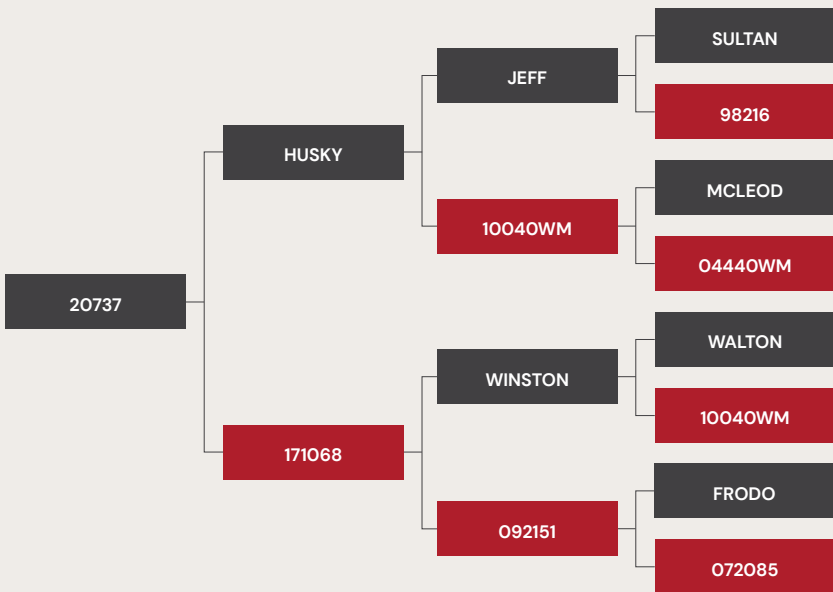 SULTAN
JEFF
98216
HUSKY
MCLEOD
10040WM
04440WM
20737
WALTON
WINSTON
10040WM
171068
FRODO
092151
072085